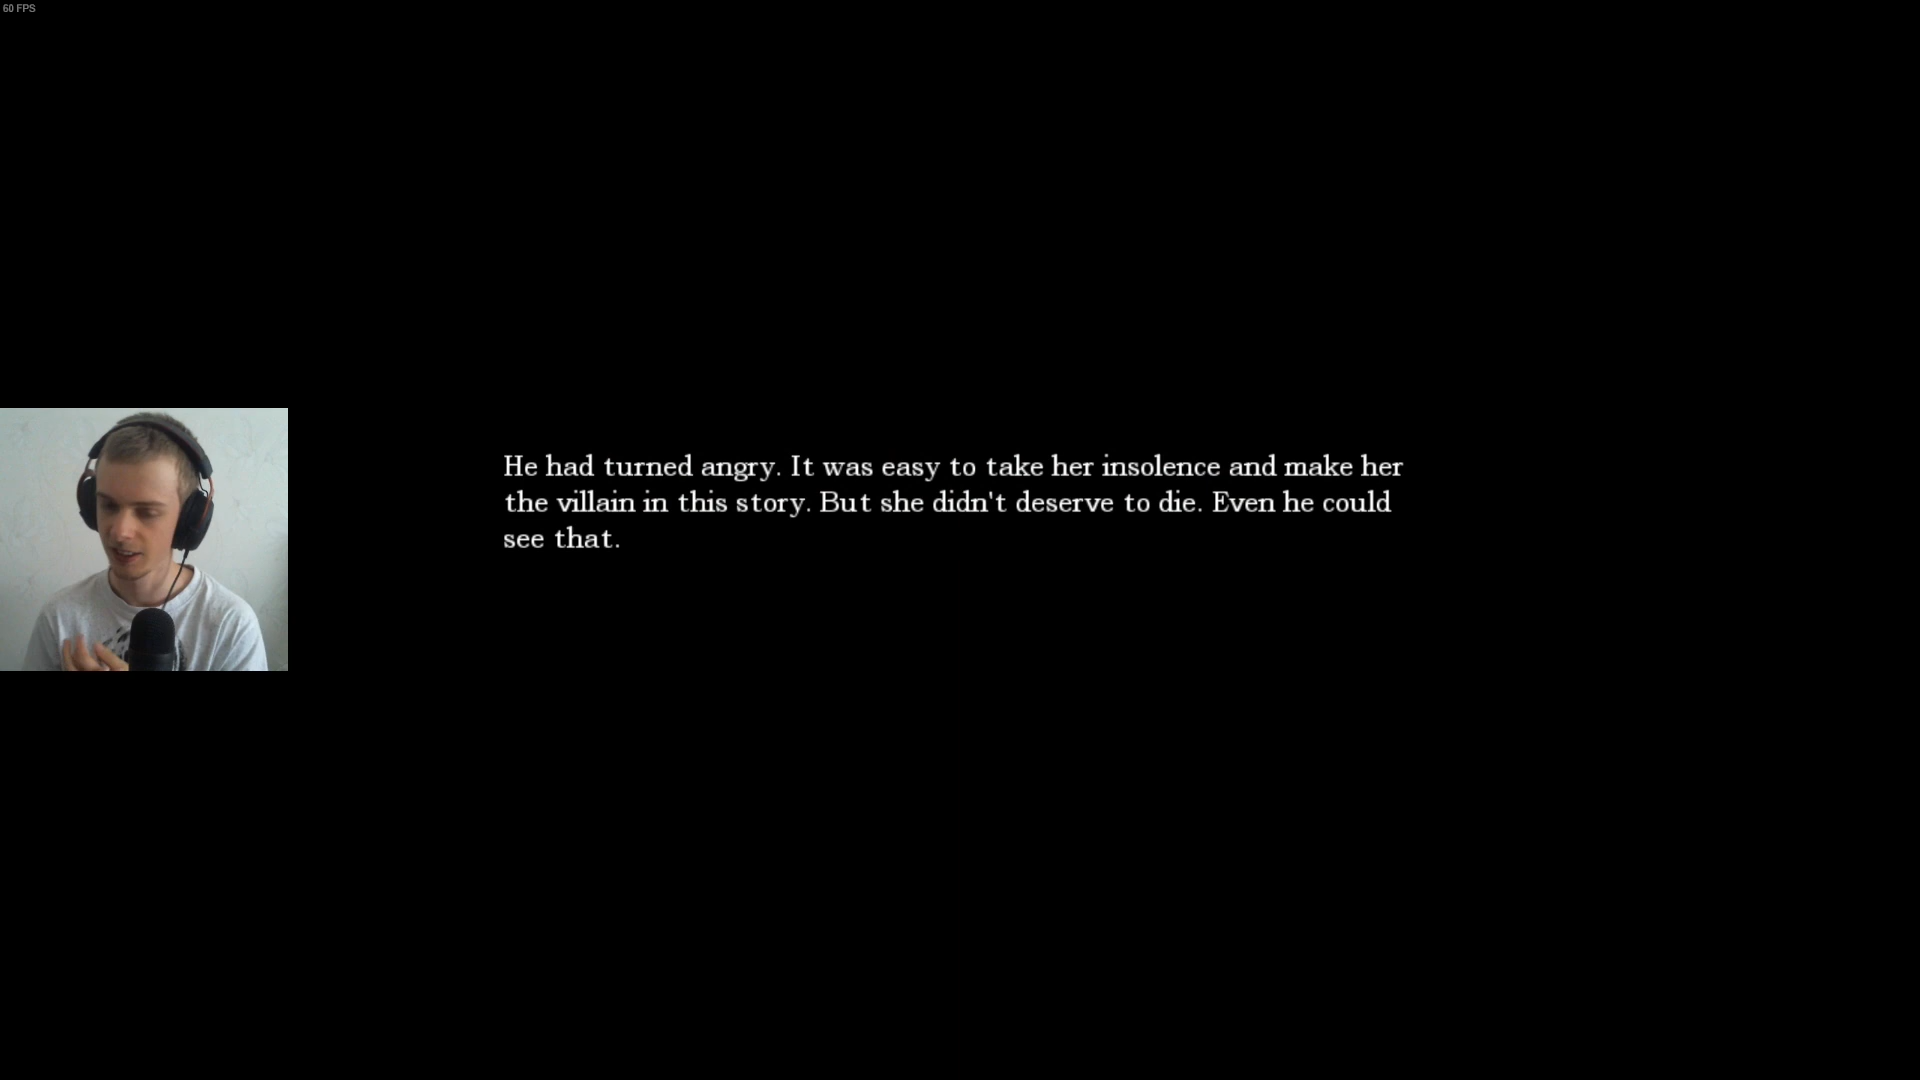 60 FPS
He had turned angry. It was easy to take her insolence and make her
the villain in this story. But she didn't deserve to die. Even he could
see that.